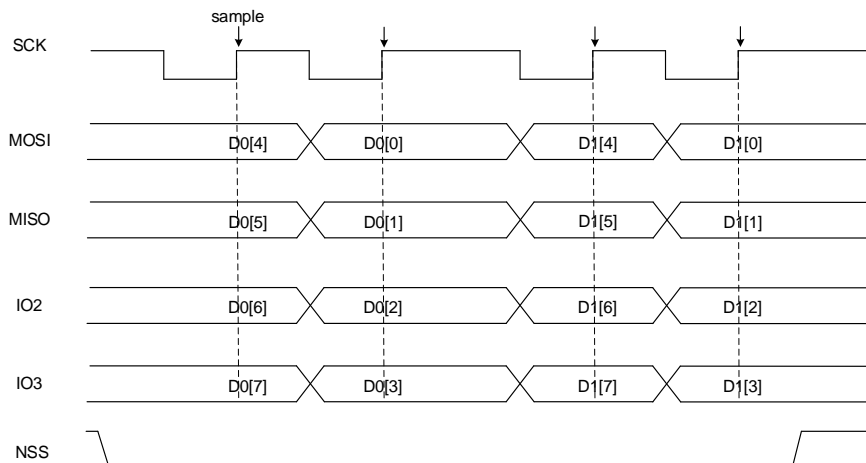 sample
SCK
MOSI D0[4] D0[0] D1[4] D1[0]
MISO D0[5] D0[1] D1[5] D1[1]
IO2 D0[6] D0[2] D1[6] D1[2]
IO3 D0[7] D0[3] D1[7] D1[3]
NSS